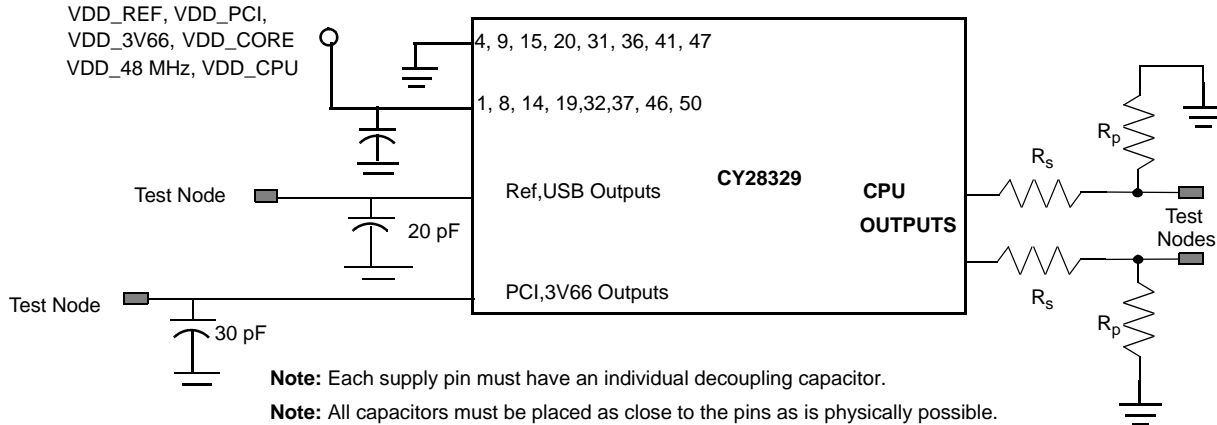 VDD_REF, VDD_PCI,
VDD_3V66, VDD_CORE
VDD_48 MHz, VDD_CPU
4, 9, 15, 20, 31, 36, 41, 47
1, 8, 14, 19,32,37, 46, 50
Test Node
Ref,USB Outputs
20 pF
CY28329
CPU
OUTPUTS
Rs
Rp
Test
Nodes
Rs
Rp
Test Node
PCI,3V66 Outputs
30 pF
Note: Each supply pin must have an individual decoupling capacitor.
Note: All capacitors must be placed as close to the pins as is physically possible.